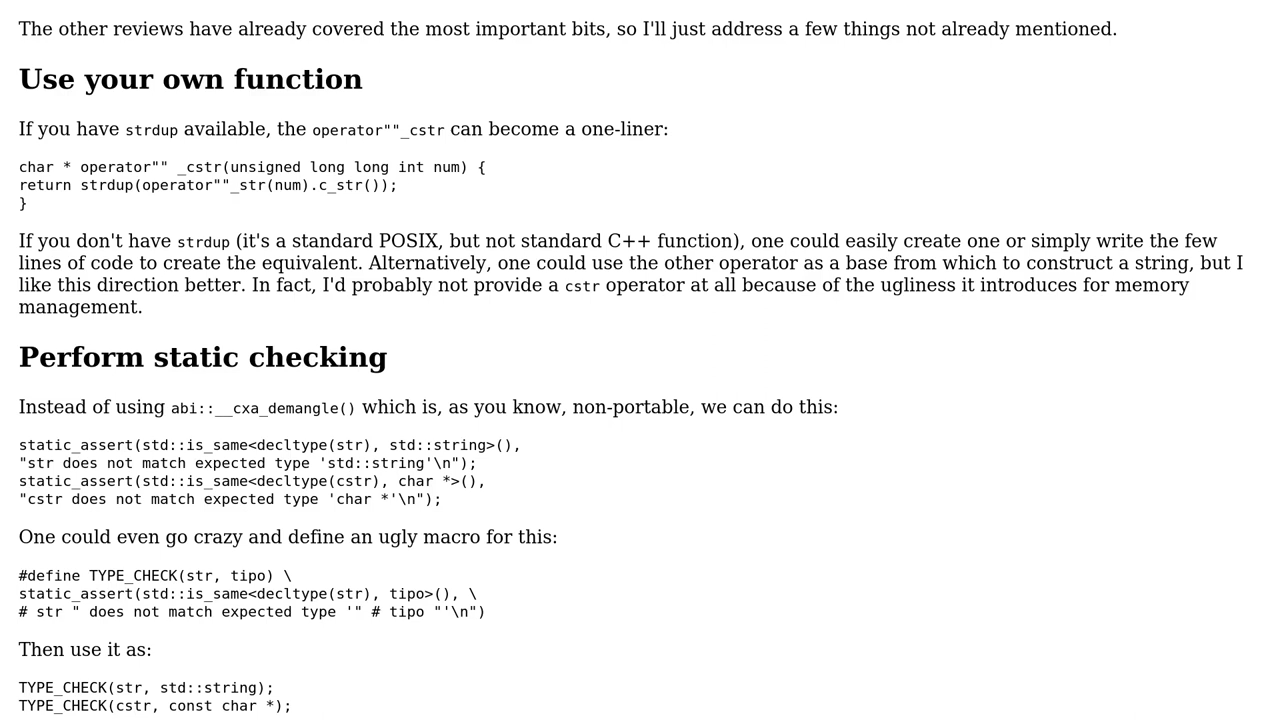 The other reviews have already covered the most important bits, so I'll just address a few things not already mentioned.
Use your own function
If you have strdup available, the operator""_cstr can become a one-liner:
char * operator"" _cstr(unsigned long long int num) {
return strdup(operator""_str(num).c_str());
}
If you don't have strdup (it's a standard POSIX, but not standard C++ function), one could easily create one or simply write the few
lines of code to create the equivalent. Alternatively, one could use the other operator as a base from which to construct a string, but I
like this direction better. In fact, I'd probably not provide a cstr operator at all because of the ugliness it introduces for memory
management.
Perform static checking
Instead of using abi::__cxa_demangle() which is, as you know, non-portable, we can do this:
static_assert(std::is_same<decltype(str), std::string>(),
"str does not match expected type 'std::string'\n");
static_assert(std::is_same<decltype(cstr), char *>(),
"cstr does not match expected type 'char *'\n");
One could even go crazy and define an ugly macro for this:
#define TYPE_CHECK(str, tipo) \
static_assert(std::is_same<decltype(str), tipo>(), \
# str " does not match expected type '" # tipo "'\n")
Then use it as:
TYPE_CHECK(str, std::string);
TYPE_CHECK(cstr, const char *);